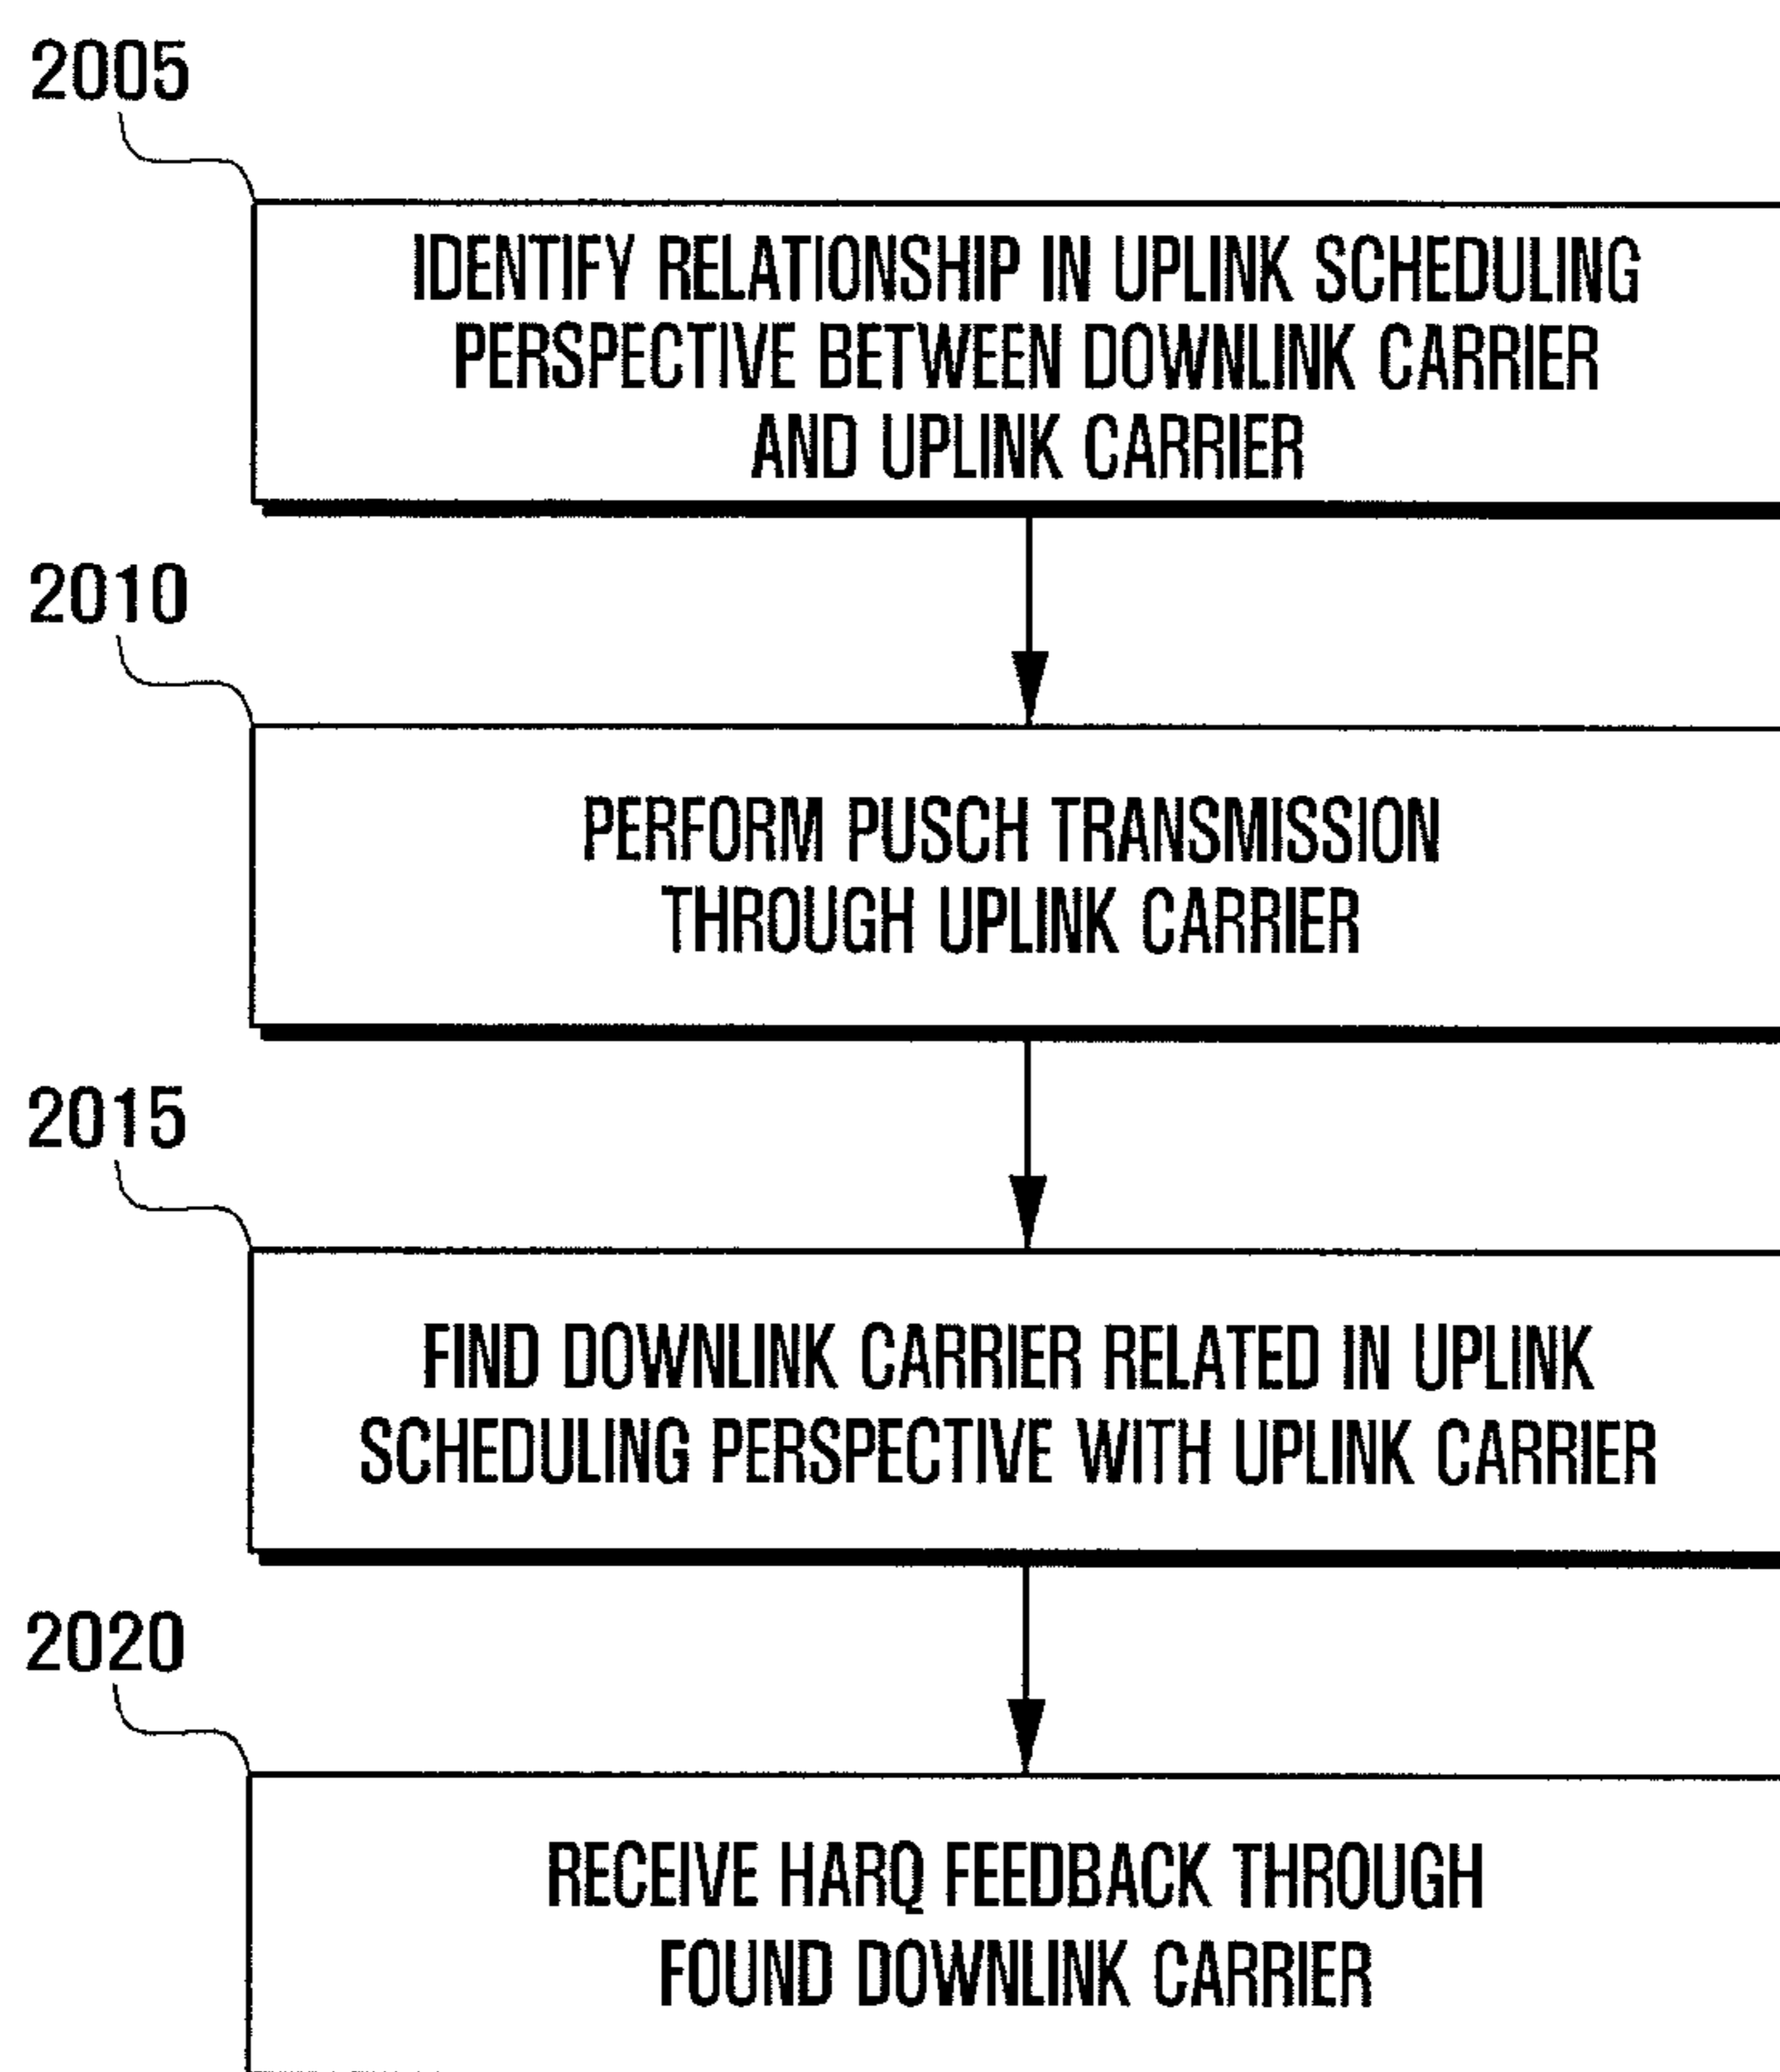 2005
IDENTIFY RELATIONSHIP IN UPLINK SCHEDULING
PERSPECTIVE BETWEEN DOWNLINK CARRIER
AND UPLINK CARRIER
2010
PERFORM PUSCH TRANSMISSION
THROUGH UPLINK CARRIER
2015
FIND DOWNLINK CARRIER RELATED IN UPLINK
SCHEDULING PERSPECTIVE WITH UPLINK CARRIER
2020
RECEIVE HARQ FEEDBACK THROUGH
FOUND DOWNLINK CARRIER